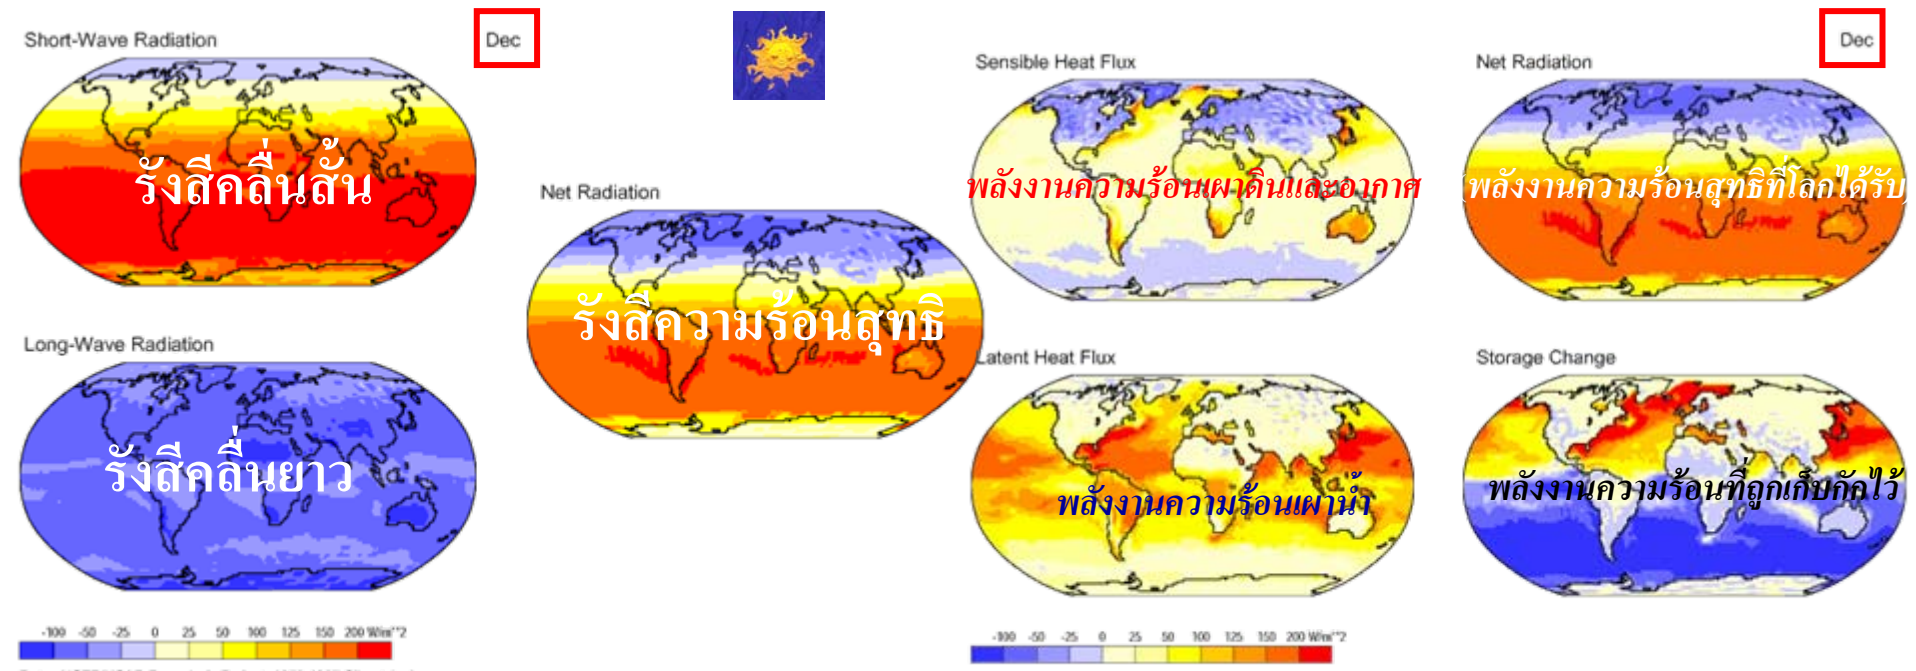 Short-Wave Radiation
Dec
รังสีคลื่นสั้น
Long-Wave Radiation
รังสีคลื่นยาว
-100 -50 -25 0 25 50 100 125 150 200 W/m**2
Net Radiation
รังสีความร้อนสุทธิ
Sensible Heat Flux
พลังงานความร้อนเผาดินและอากาศ
Latent Heat Flux
พลังงานความร้อนเผาน้ำ
-100 -50 -25 0 25 50 100 125 150 200 W/m**2
Dec
Net Radiation
(พลังงานความร้อนสุทธิที่โลกได้รับ)
Storage Change
พลังงานความร้อนที่ถูกเก็บกักไว้